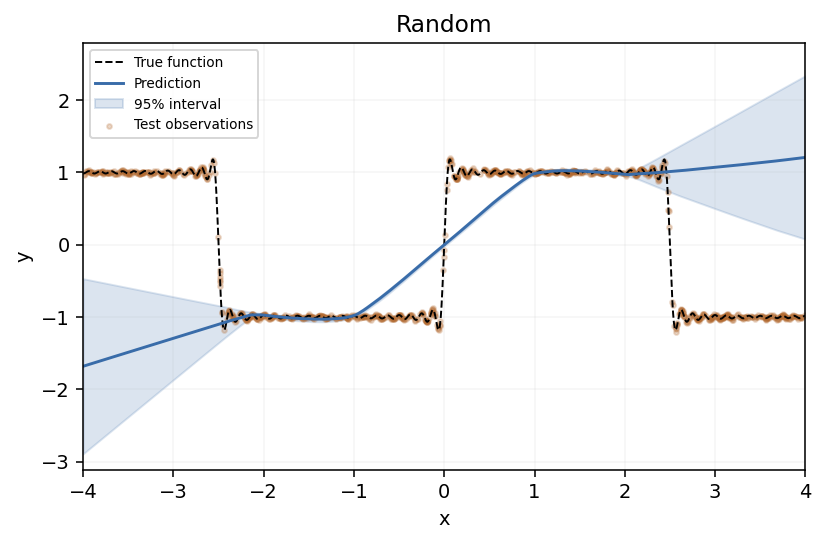 Random
True function
Prediction
95% interval
Test observations
2
1
0
−1
−2
−3
y
−4
−3
−2
−1
0
1
2
3
4
x